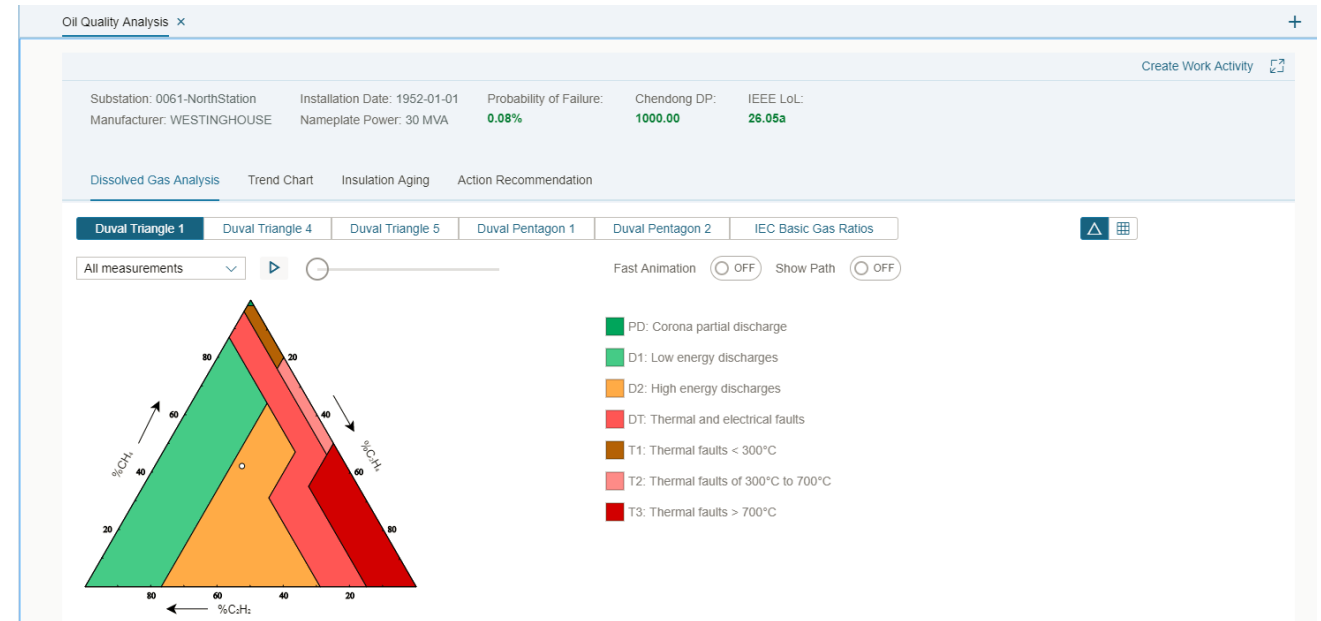 Oil Quality Analysis ×
+
Create Work Activity
Substation: 0061-NorthStation Installation Date: 1952-01-01 Probability of Failure: Chendong DP: IEEE LoL:
Manufacturer: WESTINGHOUSE Nameplate Power: 30 MVA 0.08% 1000.00 26.05a
Dissolved Gas Analysis Trend Chart Insulation Aging Action Recommendation
Duval Triangle 1 Duval Triangle 4 Duval Triangle 5 Duval Pentagon 1 Duval Pentagon 2 IEC Basic Gas Ratios
All measurements Fast Animation OFF Show Path OFF
PD: Corona partial discharge
D1: Low energy discharges
D2: High energy discharges
DT: Thermal and electrical faults
T1: Thermal faults < 300°C
T2: Thermal faults of 300°C to 700°C
T3: Thermal faults > 700°C
80 20
60 40
%CH₄ %C₂H₄
40 60
20 80
80 60 40 20
%C₂H₂